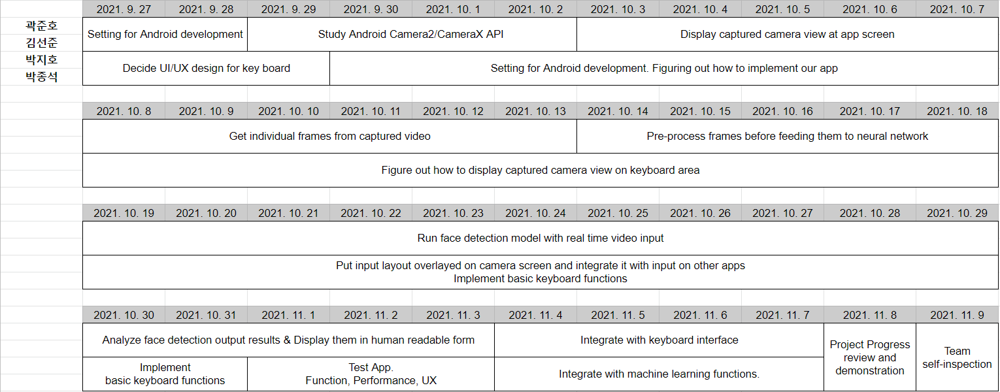 2021. 9. 27 2021. 9. 28 2021. 9. 29 2021. 9. 30 2021. 10. 1 2021. 10. 2 2021. 10. 3 2021. 10. 4 2021. 10. 5 2021. 10. 6 2021. 10. 7
곽준호
김선준
Setting for Android development Study Android Camera2/CameraX API Display captured camera view at app screen
박지호
박종석
Decide UI/UX design for key board Setting for Android development. Figuring out how to implement our app
2021. 10. 8 2021. 10. 9 2021. 10. 10 2021. 10. 11 2021. 10. 12 2021. 10. 13 2021. 10. 14 2021. 10. 15 2021. 10. 16 2021. 10. 17 2021. 10. 18
Get individual frames from captured video Pre-process frames before feeding them to neural network
Figure out how to display captured camera view on keyboard area
2021. 10. 19 2021. 10. 20 2021. 10. 21 2021. 10. 22 2021. 10. 23 2021. 10. 24 2021. 10. 25 2021. 10. 26 2021. 10. 27 2021. 10. 28 2021. 10. 29
Run face detection model with real time video input
Put input layout overlayed on camera screen and integrate it with input on other apps
Implement basic keyboard functions
2021. 10. 30 2021. 10. 31 2021. 11. 1 2021. 11. 2 2021. 11. 3 2021. 11. 4 2021. 11. 5 2021. 11. 6 2021. 11. 7 2021. 11. 8 2021. 11. 9
Analyze face detection output results & Display them in human readable form Integrate with keyboard interface
Implement
basic keyboard functions
Test App.
Function, Performance, UX
Integrate with machine learning functions.
Project Progress
review and
demonstration
Team
self-inspection